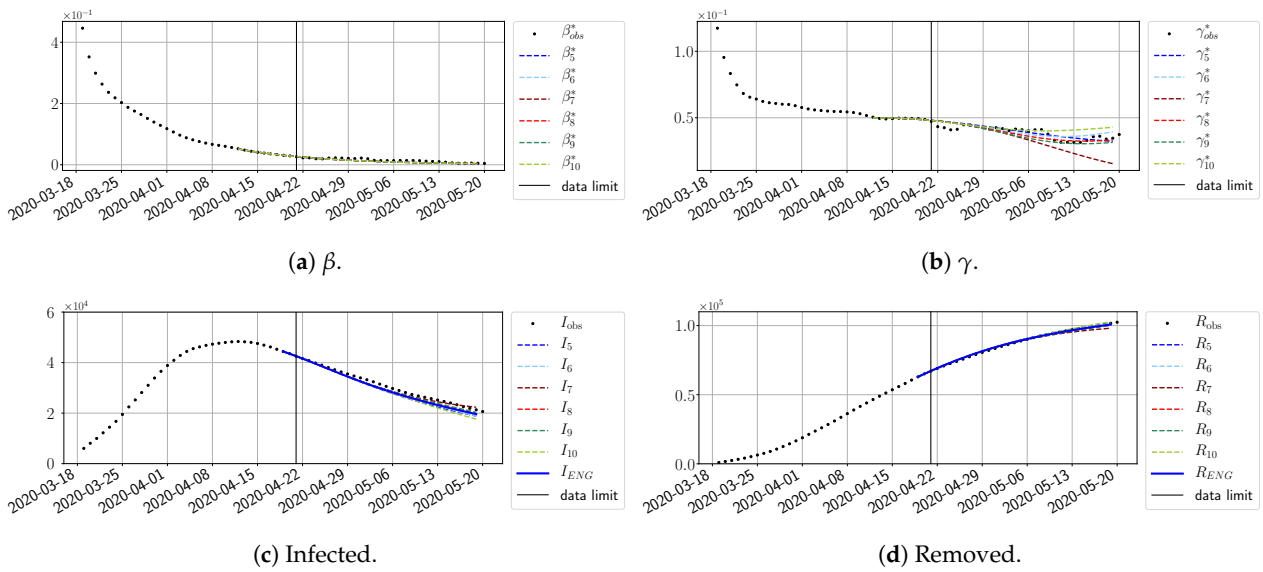 ×10⁻¹
4
2
0
2020-03-18
2020-03-25
2020-04-01
2020-04-08
2020-04-15
2020-04-22
2020-04-29
2020-05-06
2020-05-13
2020-05-20
β*obs
β*5
β*6
β*7
β*8
β*9
β*10
data limit
(a) β.
×10⁻¹
1.0
0.5
2020-03-18
2020-03-25
2020-04-01
2020-04-08
2020-04-15
2020-04-22
2020-04-29
2020-05-06
2020-05-13
2020-05-20
γ*obs
γ*5
γ*6
γ*7
γ*8
γ*9
γ*10
data limit
(b) γ.
×10⁴
6
4
2
0
2020-03-18
2020-03-25
2020-04-01
2020-04-08
2020-04-15
2020-04-22
2020-04-29
2020-05-06
2020-05-13
2020-05-20
Iobs
I5
I6
I7
I8
I9
I10
IENG
data limit
(c) Infected.
×10⁵
1.0
0.5
0.0
2020-03-18
2020-03-25
2020-04-01
2020-04-08
2020-04-15
2020-04-22
2020-04-29
2020-05-06
2020-05-13
2020-05-20
Robs
R5
R6
R7
R8
R9
R10
RENG
data limit
(d) Removed.